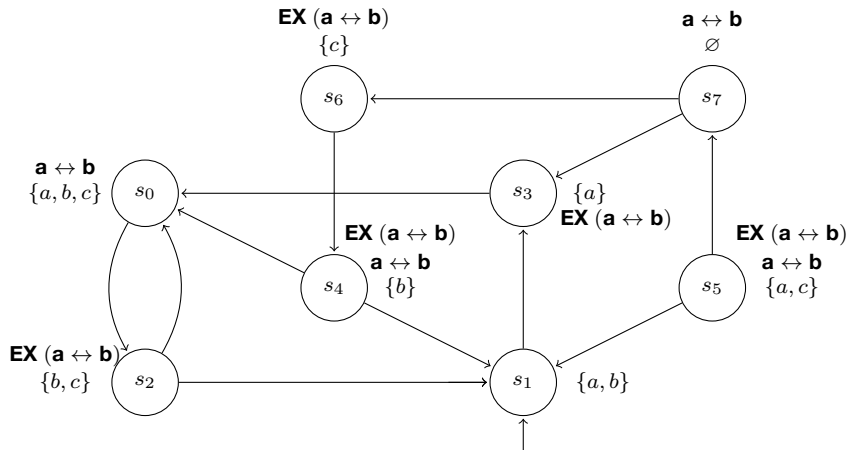 EX (a ↔ b)
{c}
s6
a ↔ b
∅
s7
a ↔ b
{a, b, c}
s0
s3
{a}
EX (a ↔ b)
EX (a ↔ b)
a ↔ b
{b}
s4
EX (a ↔ b)
a ↔ b
{a, c}
s5
EX (a ↔ b)
{b, c}
s2
s1
{a, b}